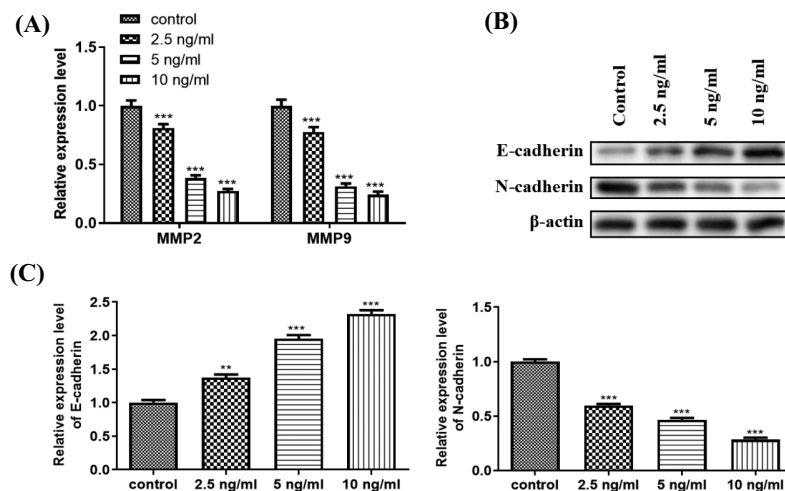 (A)
control
2.5 ng/ml
5 ng/ml
10 ng/ml
Relative expression level
1.5
1.0
0.5
0.0
***
***
***
***
***
***
MMP2
MMP9
(B)
Control
2.5 ng/ml
5 ng/ml
10 ng/ml
E-cadherin
N-cadherin
β-actin
(C)
Relative expression level
of E-cadherin
2.5
2.0
1.5
1.0
0.5
0.0
**
***
***
control
2.5 ng/ml
5 ng/ml
10 ng/ml
Relative expression level
of N-cadherin
1.5
1.0
0.5
0.0
***
***
***
control
2.5 ng/ml
5 ng/ml
10 ng/ml